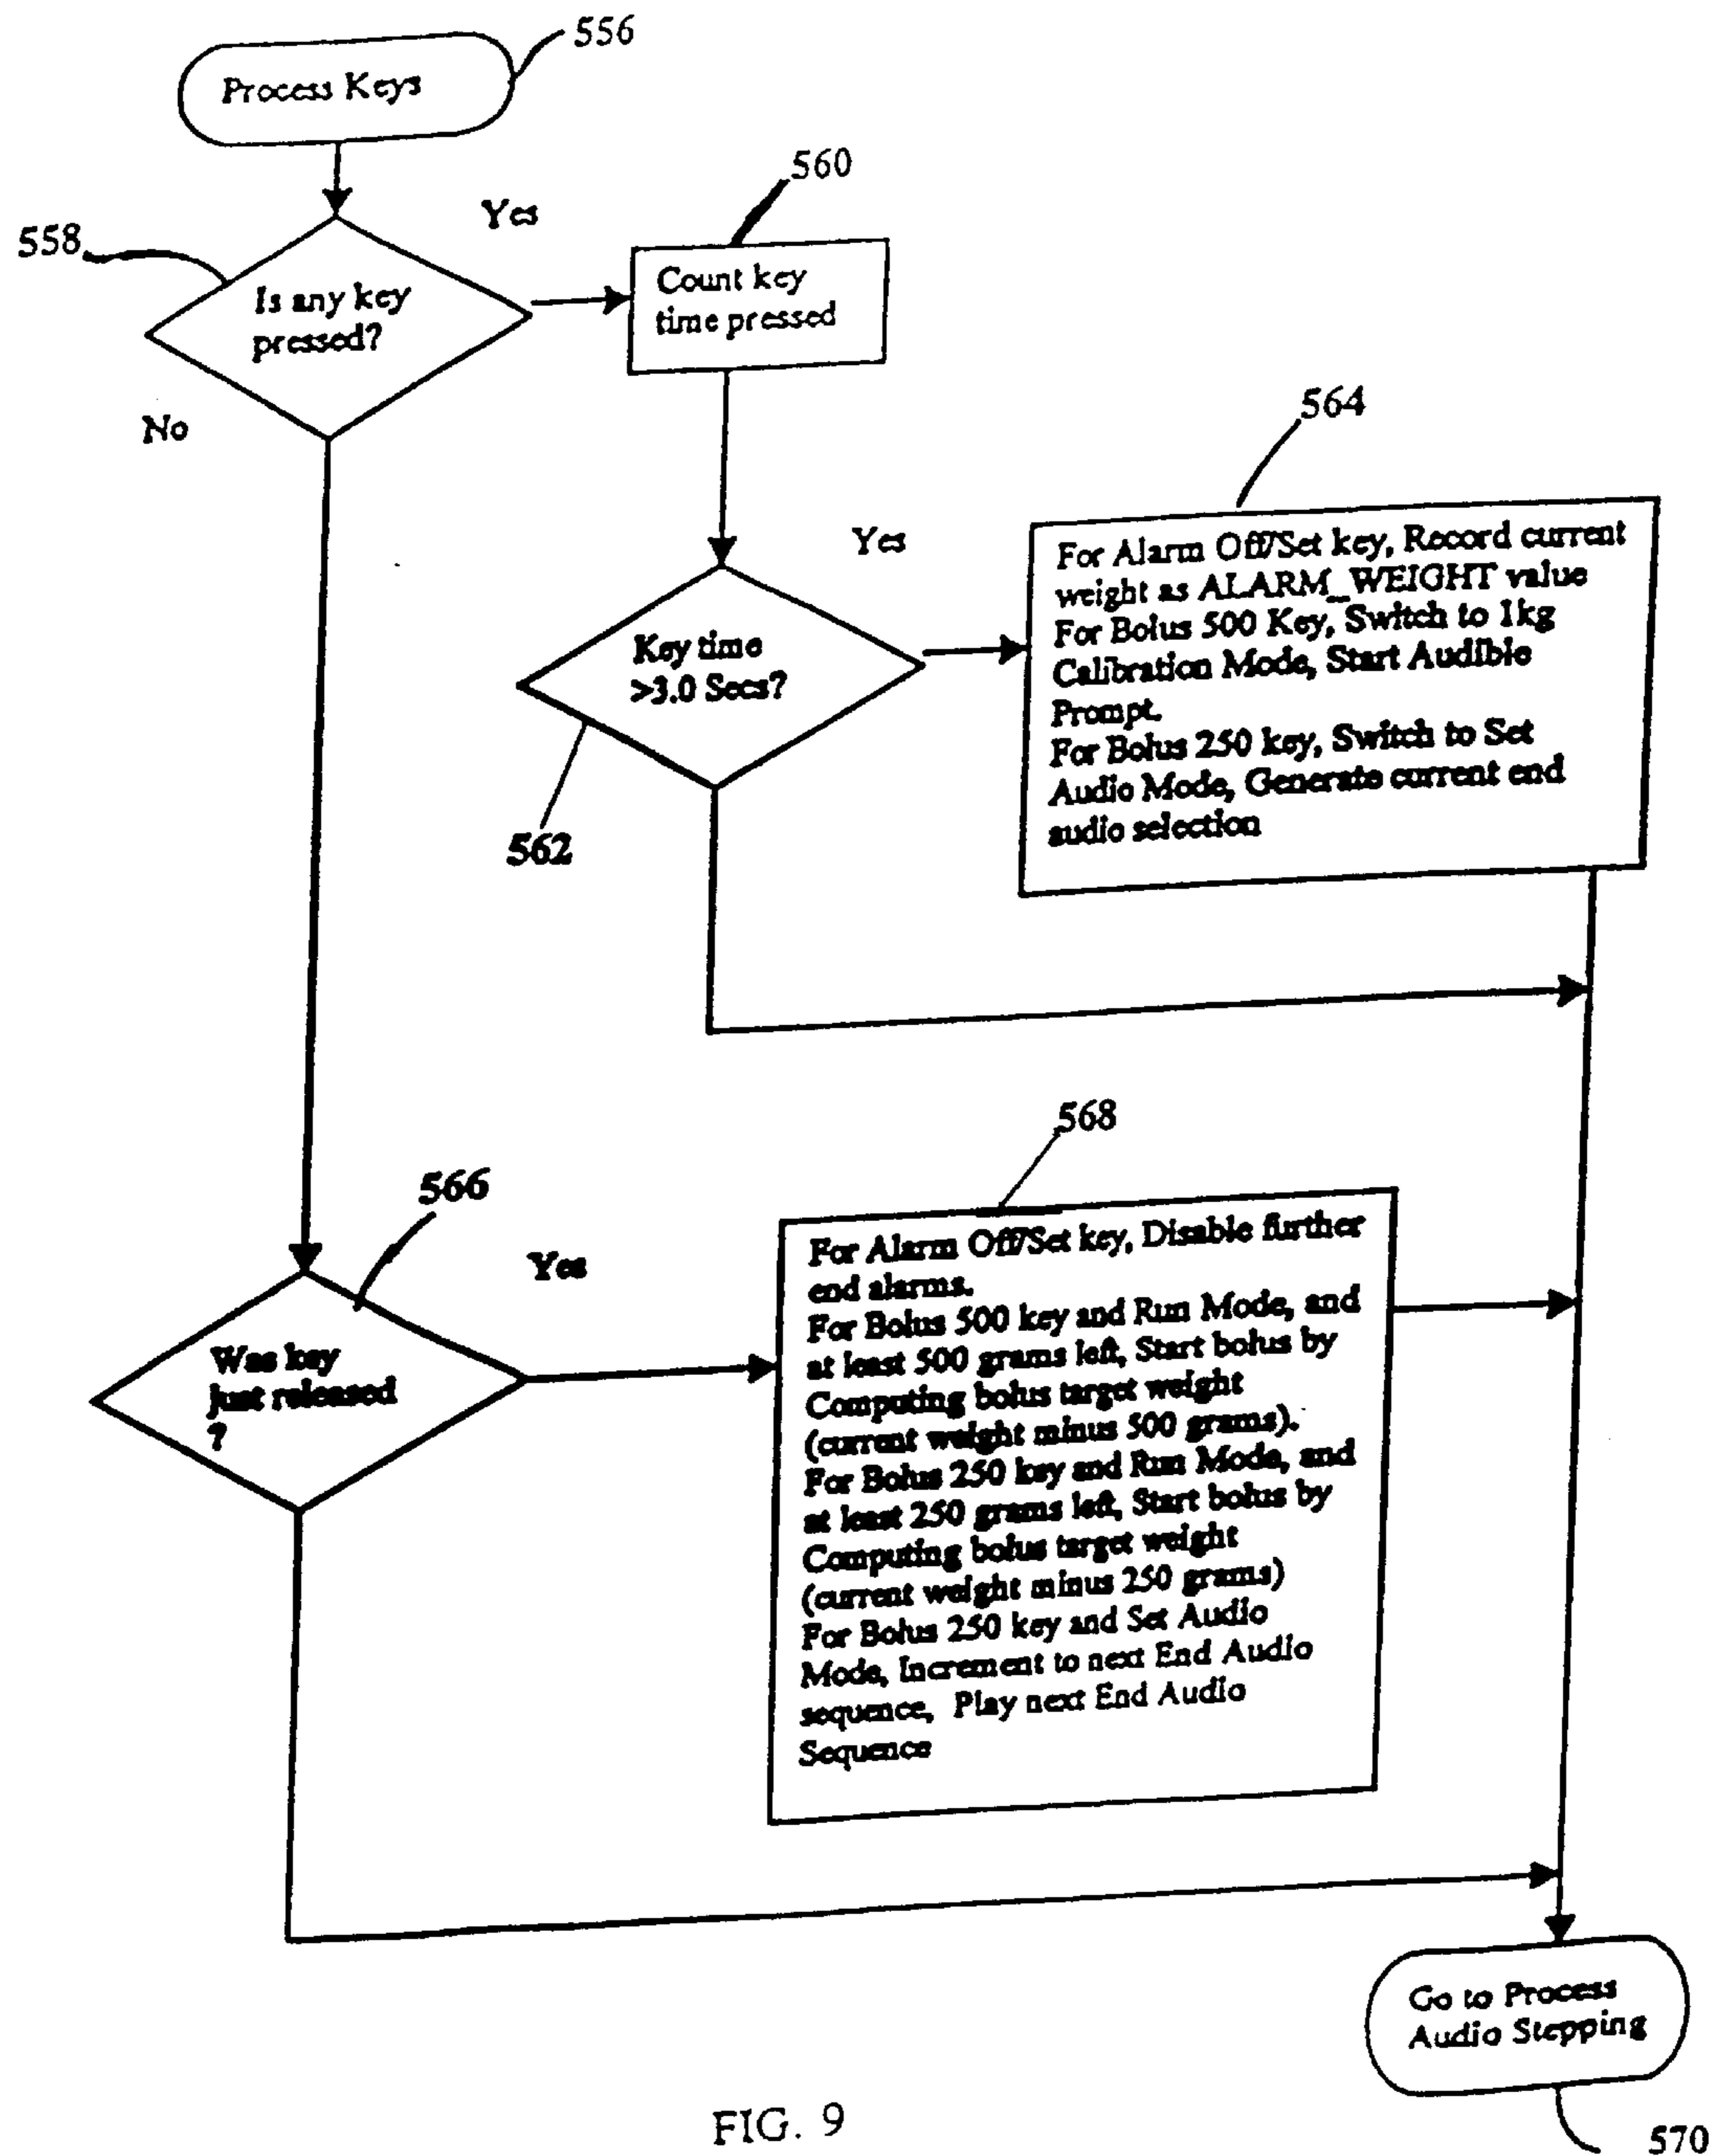 556
Process Keys
560
Yes
558
Is any key
pressed?
Count key
time pressed
No
564
Yes
For Alarm Off/Set key, Record current
weight as ALARM_WEIGHT value
For Bolus 500 Key, Switch to 1kg
Calibration Mode, Start Audible
Prompt.
For Bolus 250 key, Switch to Set
Audio Mode, Generate current end
audio selection
Key time
>3.0 Secs?
562
568
566
Yes
For Alarm Off/Set key, Disable further
end alarms.
For Bolus 500 key and Run Mode, and
at least 500 grams left, Start bolus by
Computing bolus target weight
(current weight minus 500 grams).
For Bolus 250 key and Run Mode, and
at least 250 grams left, Start bolus by
Computing bolus target weight
(current weight minus 250 grams)
For Bolus 250 key and Set Audio
Mode, Increment to next End Audio
sequence, Play next End Audio
Sequence
Was key
just released
?
Go to Process
Audio Stepping
FIG. 9
570